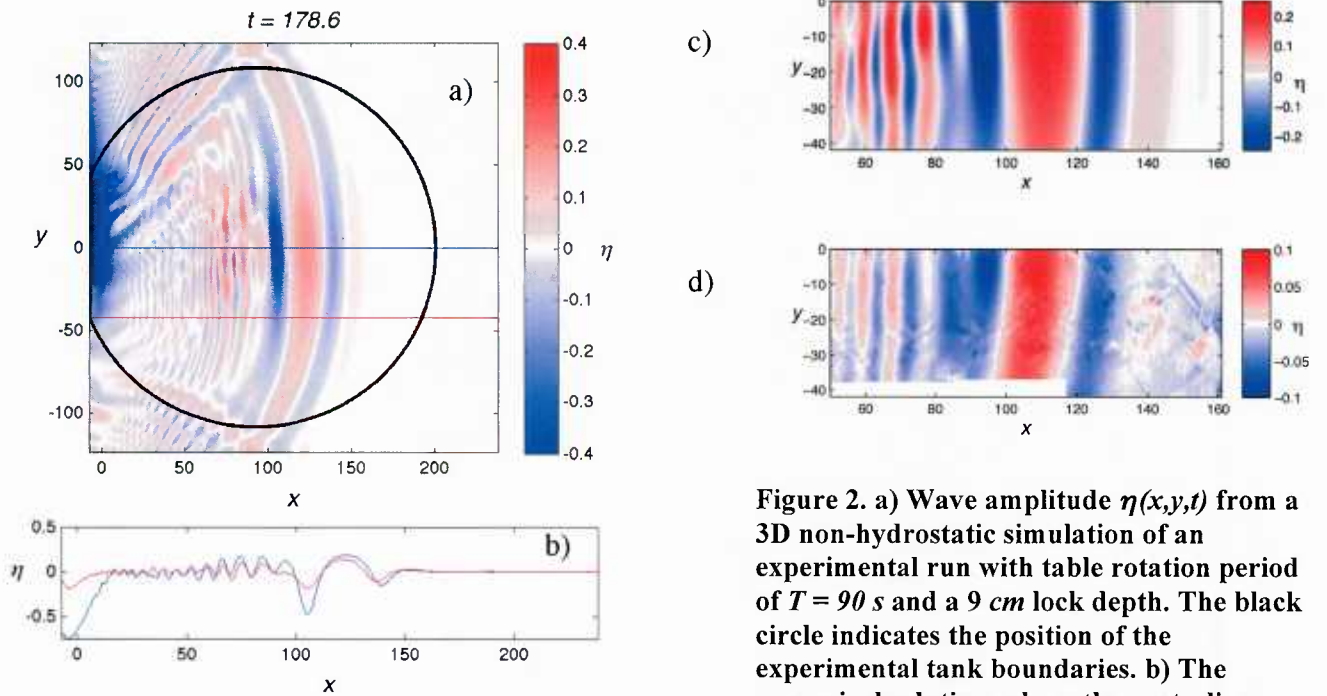 t = 178.6
a)
100
50
0
-50
-100
y
0 50 100 150 200
x
0.4
0.3
0.2
0.1
0
-0.1
-0.2
-0.3
-0.4
η
b)
0.5
0
-0.5
η
0 50 100 150 200
x
c)
0
-10
-20
-30
-40
y
60 80 100 120 140 160
x
0.2
0.1
0
-0.1
-0.2
η
d)
0
-10
-20
-30
-40
y
60 80 100 120 140 160
x
0.1
0.05
0
-0.05
-0.1
η
Figure 2. a) Wave amplitude η(x,y,t) from a
3D non-hydrostatic simulation of an
experimental run with table rotation period
of T = 90 s and a 9 cm lock depth. The black
circle indicates the position of the
experimental tank boundaries. b) The